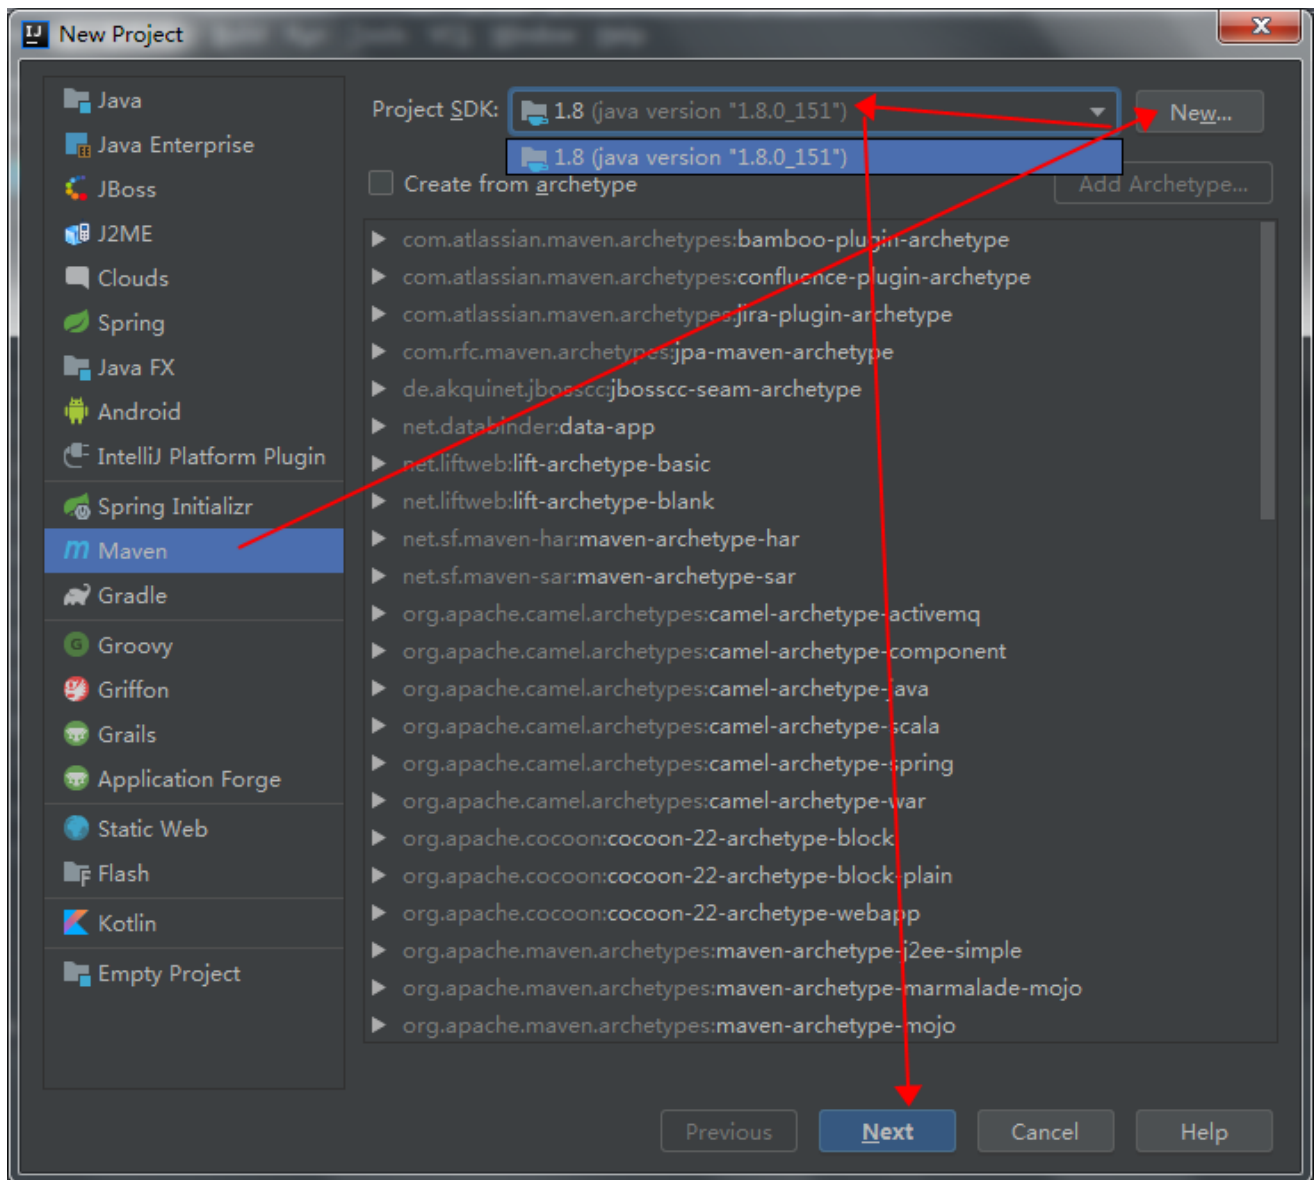 New Project
Java
Java Enterprise
JBoss
J2ME
Clouds
Spring
Java FX
Android
IntelliJ Platform Plugin
Spring Initializr
Maven
Gradle
Groovy
Griffon
Grails
Application Forge
Static Web
Flash
Kotlin
Empty Project
Project SDK: 1.8 (java version "1.8.0_151") New...
1.8 (java version "1.8.0_151")
Create from archetype Add Archetype...
com.atlassian.maven.archetypes:bamboo-plugin-archetype
com.atlassian.maven.archetypes:confluence-plugin-archetype
com.atlassian.maven.archetypes:jira-plugin-archetype
com.rfc.maven.archetypes:jpa-maven-archetype
de.akquinet.jbosscc:jbosscc-seam-archetype
net.databinder:data-app
net.liftweb:lift-archetype-basic
net.liftweb:lift-archetype-blank
net.sf.maven-har:maven-archetype-har
net.sf.maven-sar:maven-archetype-sar
org.apache.camel.archetypes:camel-archetype-activemq
org.apache.camel.archetypes:camel-archetype-component
org.apache.camel.archetypes:camel-archetype-java
org.apache.camel.archetypes:camel-archetype-scala
org.apache.camel.archetypes:camel-archetype-spring
org.apache.camel.archetypes:camel-archetype-war
org.apache.cocoon:cocoon-22-archetype-block
org.apache.cocoon:cocoon-22-archetype-block-plain
org.apache.cocoon:cocoon-22-archetype-webapp
org.apache.maven.archetypes:maven-archetype-j2ee-simple
org.apache.maven.archetypes:maven-archetype-marmalade-mojo
org.apache.maven.archetypes:maven-archetype-mojo
Previous Next Cancel Help